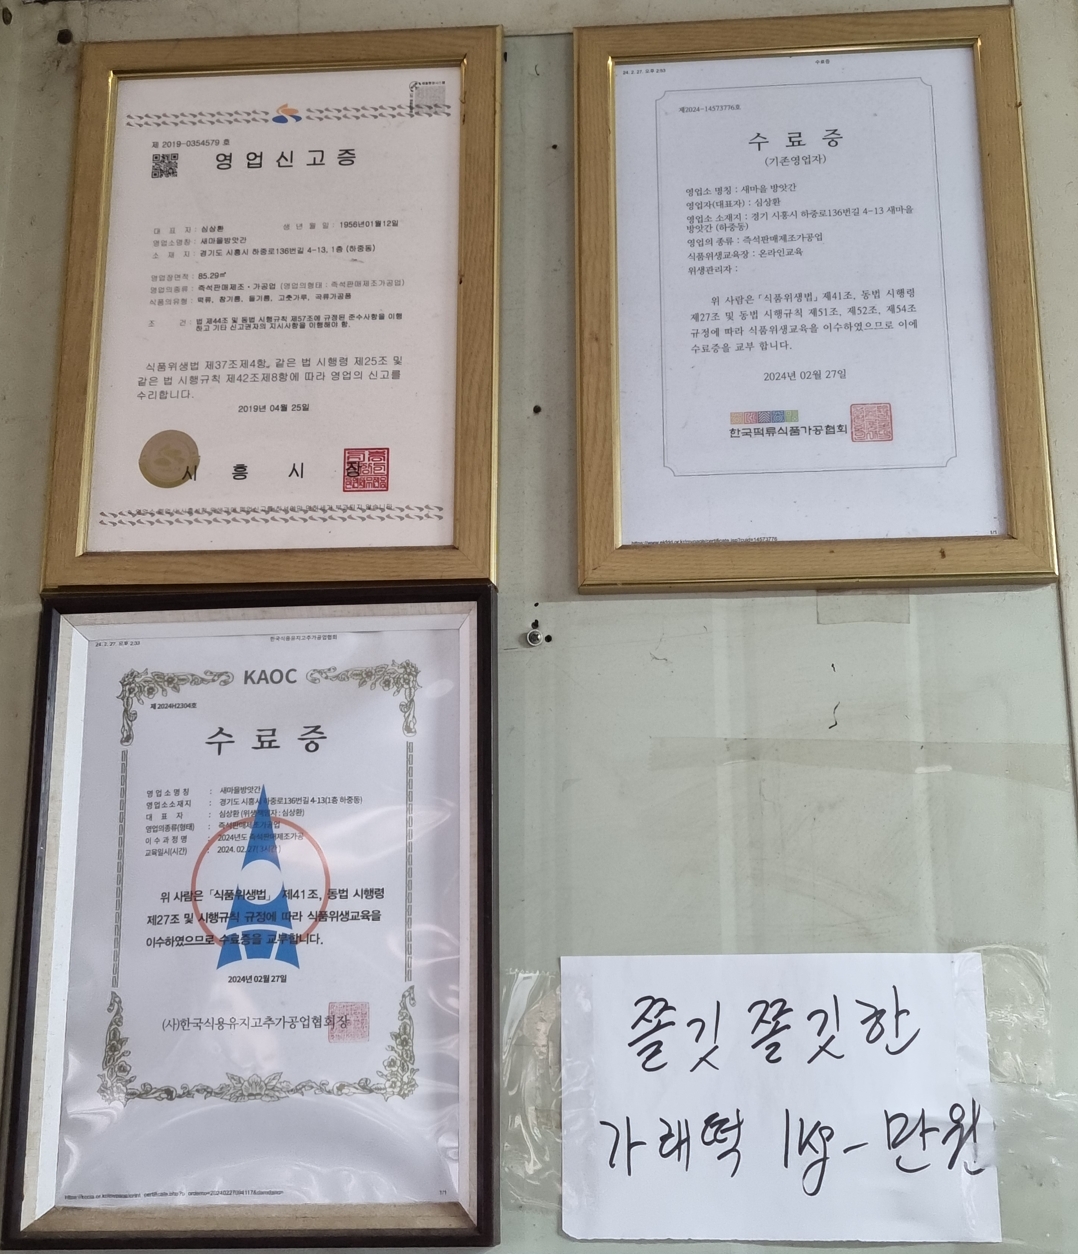 제 2019-0354579 호
영업신고증
대 표 자 : 심상환 생 년 월 일 : 1956년01월12일
영업소명칭 : 새마을방앗간
소 재 지 : 경기도 시흥시 하중로136번길 4-13, 1층 (하중동)
영업장면적 : 85.29㎡
영업의종류 : 즉석판매제조·가공업 (영업의형태 : 즉석판매제조가공업)
식품의유형 : 떡류, 참기름, 들기름, 고춧가루, 곡류가공품
조 건 : 법 제44조 및 동법 시행규칙 제57조에 규정된 준수사항을 이행
하고 기타 신고권자의 지시사항을 이행해야 함.
식품위생법 제37조제4항, 같은 법 시행령 제25조 및
같은 법 시행규칙 제42조제8항에 따라 영업의 신고를
수리합니다.
2019년 04월 25일
시 흥 시 장
24. 2. 27. 오후 2:53
수료증
제2024-14573776호
수 료 증
(기존영업자)
영업소 명칭 : 새마을 방앗간
영업자(대표자) : 심상환
영업소 소재지 : 경기 시흥시 하중로136번길 4-13 새마을
방앗간 (하중동)
영업의 종류 : 즉석판매제조가공업
식품위생교육장 : 온라인교육
위생관리자 :
위 사람은 「식품위생법」 제41조, 동법 시행령
제27조 및 동법 시행규칙 제51조, 제52조, 제54조
규정에 따라 식품위생교육을 이수하였으므로 이에
수료증을 교부 합니다.
2024년 02월 27일
한국떡류식품가공협회
1/1
한국식용유지고추가공업협회
KAOC
제 2024H2304호
수 료 증
영 업 소 명 칭 : 새마을방앗간
영업소소재지 : 경기도 시흥시 하중로136번길 4-13(1층 하중동)
대 표 자 : 심상환 (위생책임자 : 심상환)
영업의종류(형태) : 즉석판매제조가공업
이 수 과 정 명 : 2024년도 즉석판매제조가공
교육일시(시간) : 2024. 02. 27
위 사람은 「식품위생법」 제41조, 동법 시행령
제27조 및 시행규칙 규정에 따라 식품위생교육을
이수하였으므로 수료증을 교부합니다.
2024년 02월 27일
(사)한국식용유지고추가공업협회장
1/1
쫄깃 쫄깃한
가래떡 1kg - 만원